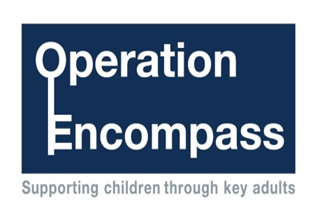 Operation
Encompass
Supporting children through key adults